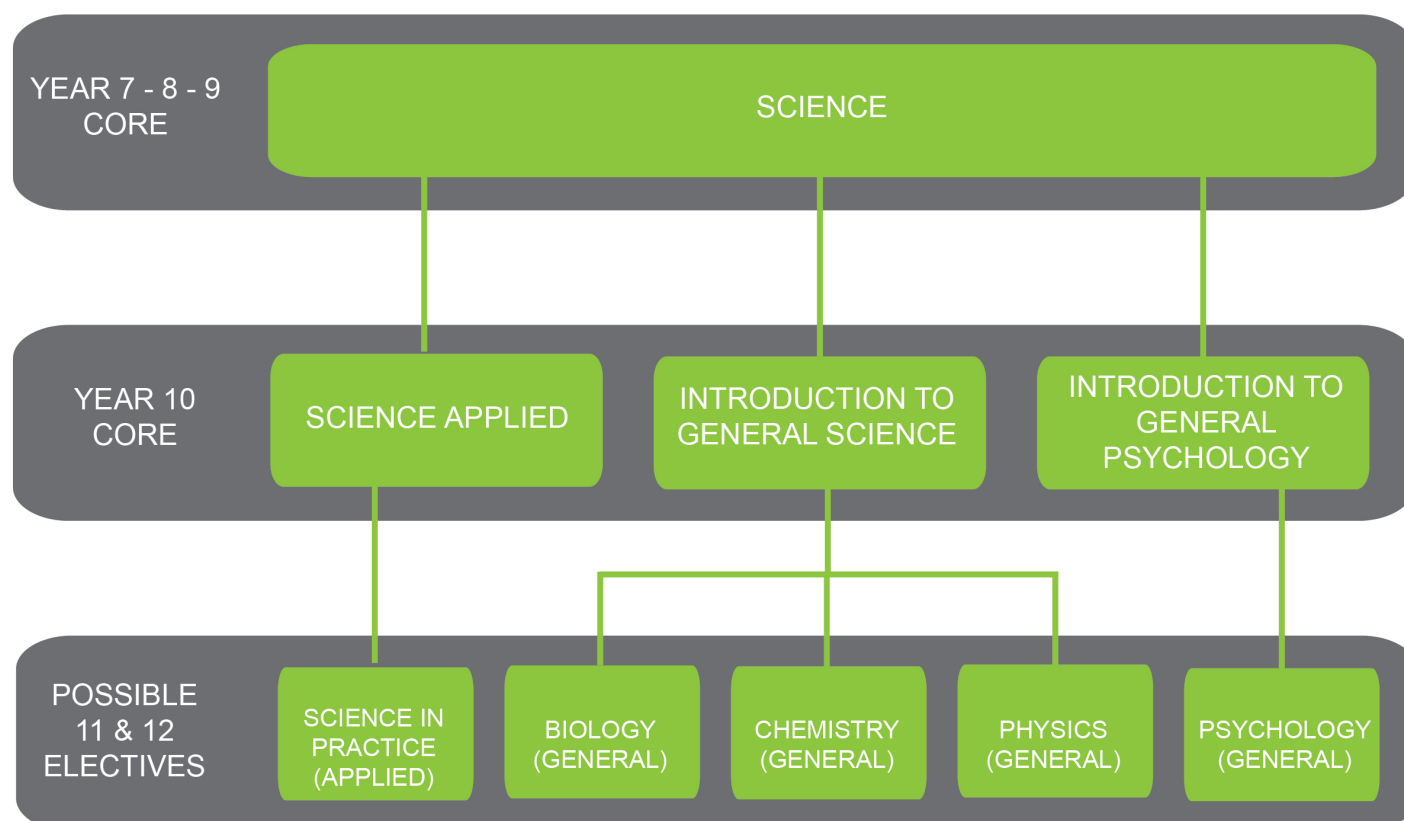 YEAR 7 - 8 - 9
CORE
SCIENCE
YEAR 10
CORE
SCIENCE APPLIED
INTRODUCTION TO
GENERAL SCIENCE
INTRODUCTION TO
GENERAL
PSYCHOLOGY
POSSIBLE
11 & 12
ELECTIVES
SCIENCE IN
PRACTICE
(APPLIED)
BIOLOGY
(GENERAL)
CHEMISTRY
(GENERAL)
PHYSICS
(GENERAL)
PSYCHOLOGY
(GENERAL)